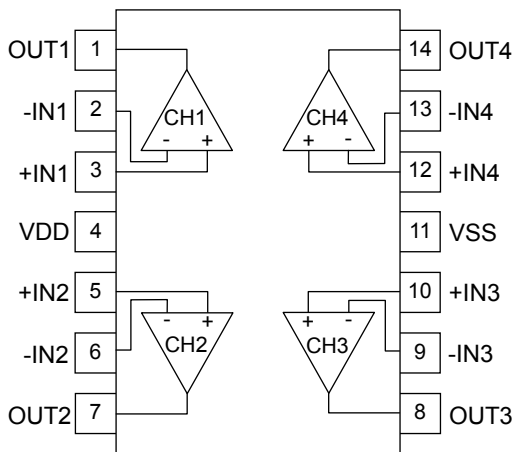 OUT1 1 14 OUT4
-IN1 2 13 -IN4
CH1 CH4
- + + -
+IN1 3 12 +IN4
VDD 4 11 VSS
+IN2 5 10 +IN3
- + + -
CH2 CH3
-IN2 6 9 -IN3
OUT2 7 8 OUT3